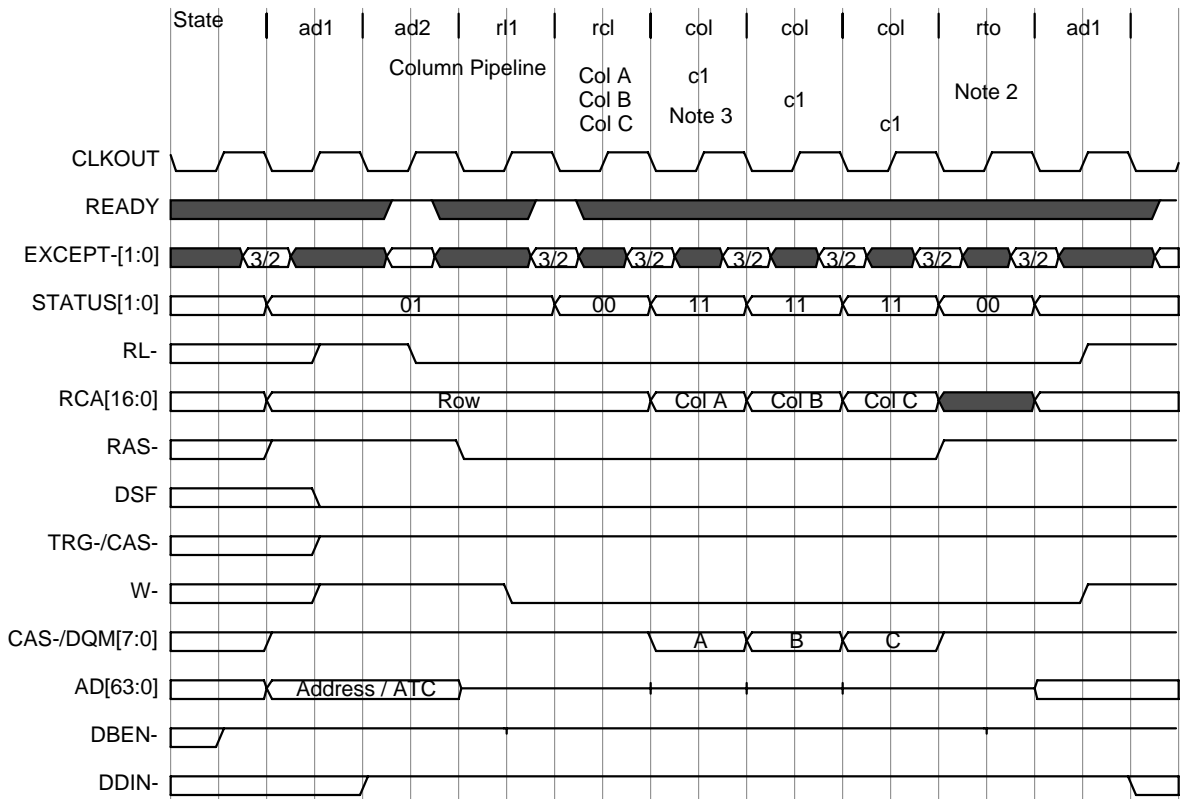 State ad1 ad2 rl1 rcl col col col rto ad1
Column Pipeline
Col A c1
Col B c1 Note 2
Col C Note 3 c1
CLKOUT
READY
EXCEPT-[1:0] 3/2 3/2 3/2 3/2 3/2 3/2 3/2
STATUS[1:0] 01 00 11 11 11 00
RL-
RCA[16:0] Row Col A Col B Col C
RAS-
DSF
TRG-/CAS-
W-
CAS-/DQM[7:0] A B C
AD[63:0] Address / ATC
DBEN-
DDIN-